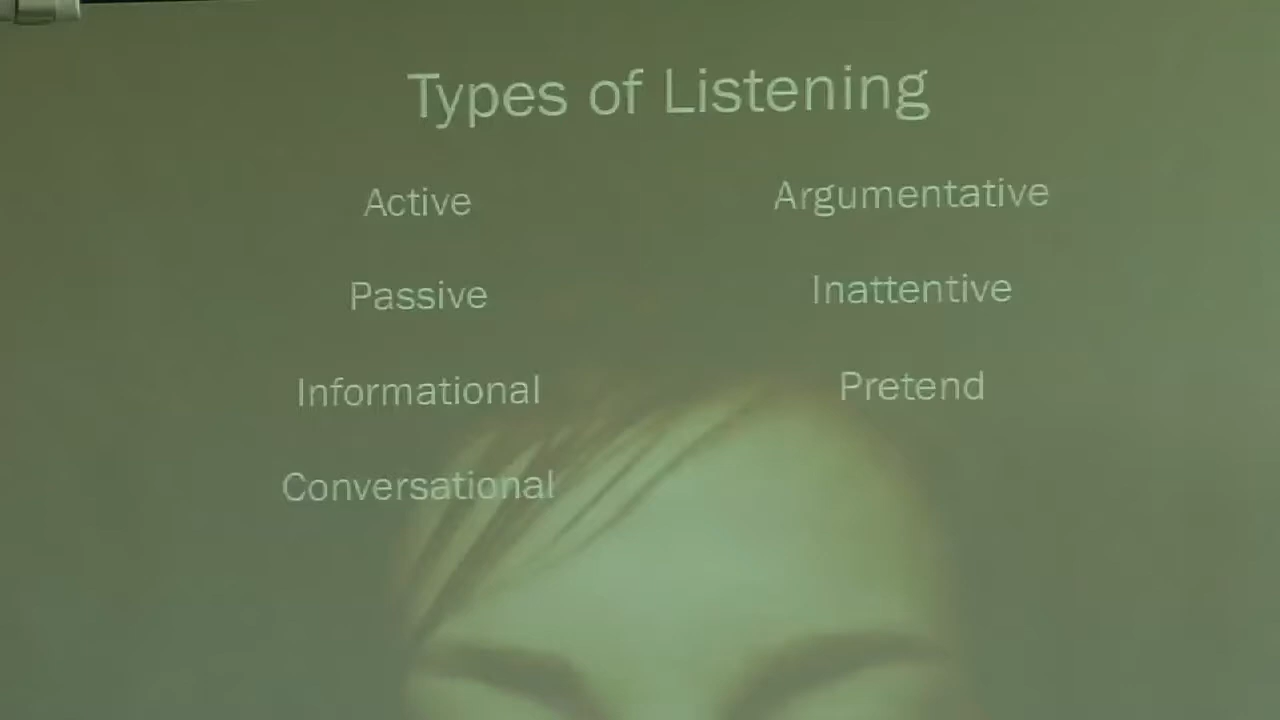 Types of Listening
Active
Passive
Informational
Conversational
Argumentative
Inattentive
Pretend